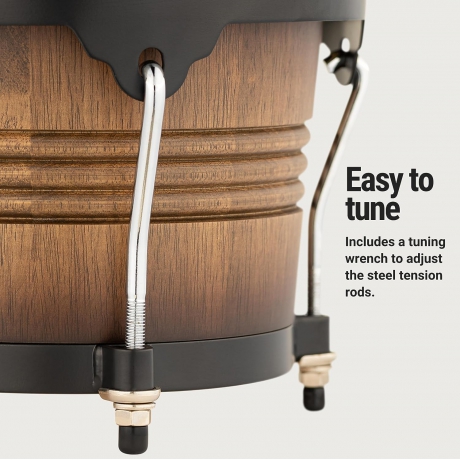 Easy to
tune
Includes a tuning
wrench to adjust
the steel tension
rods.